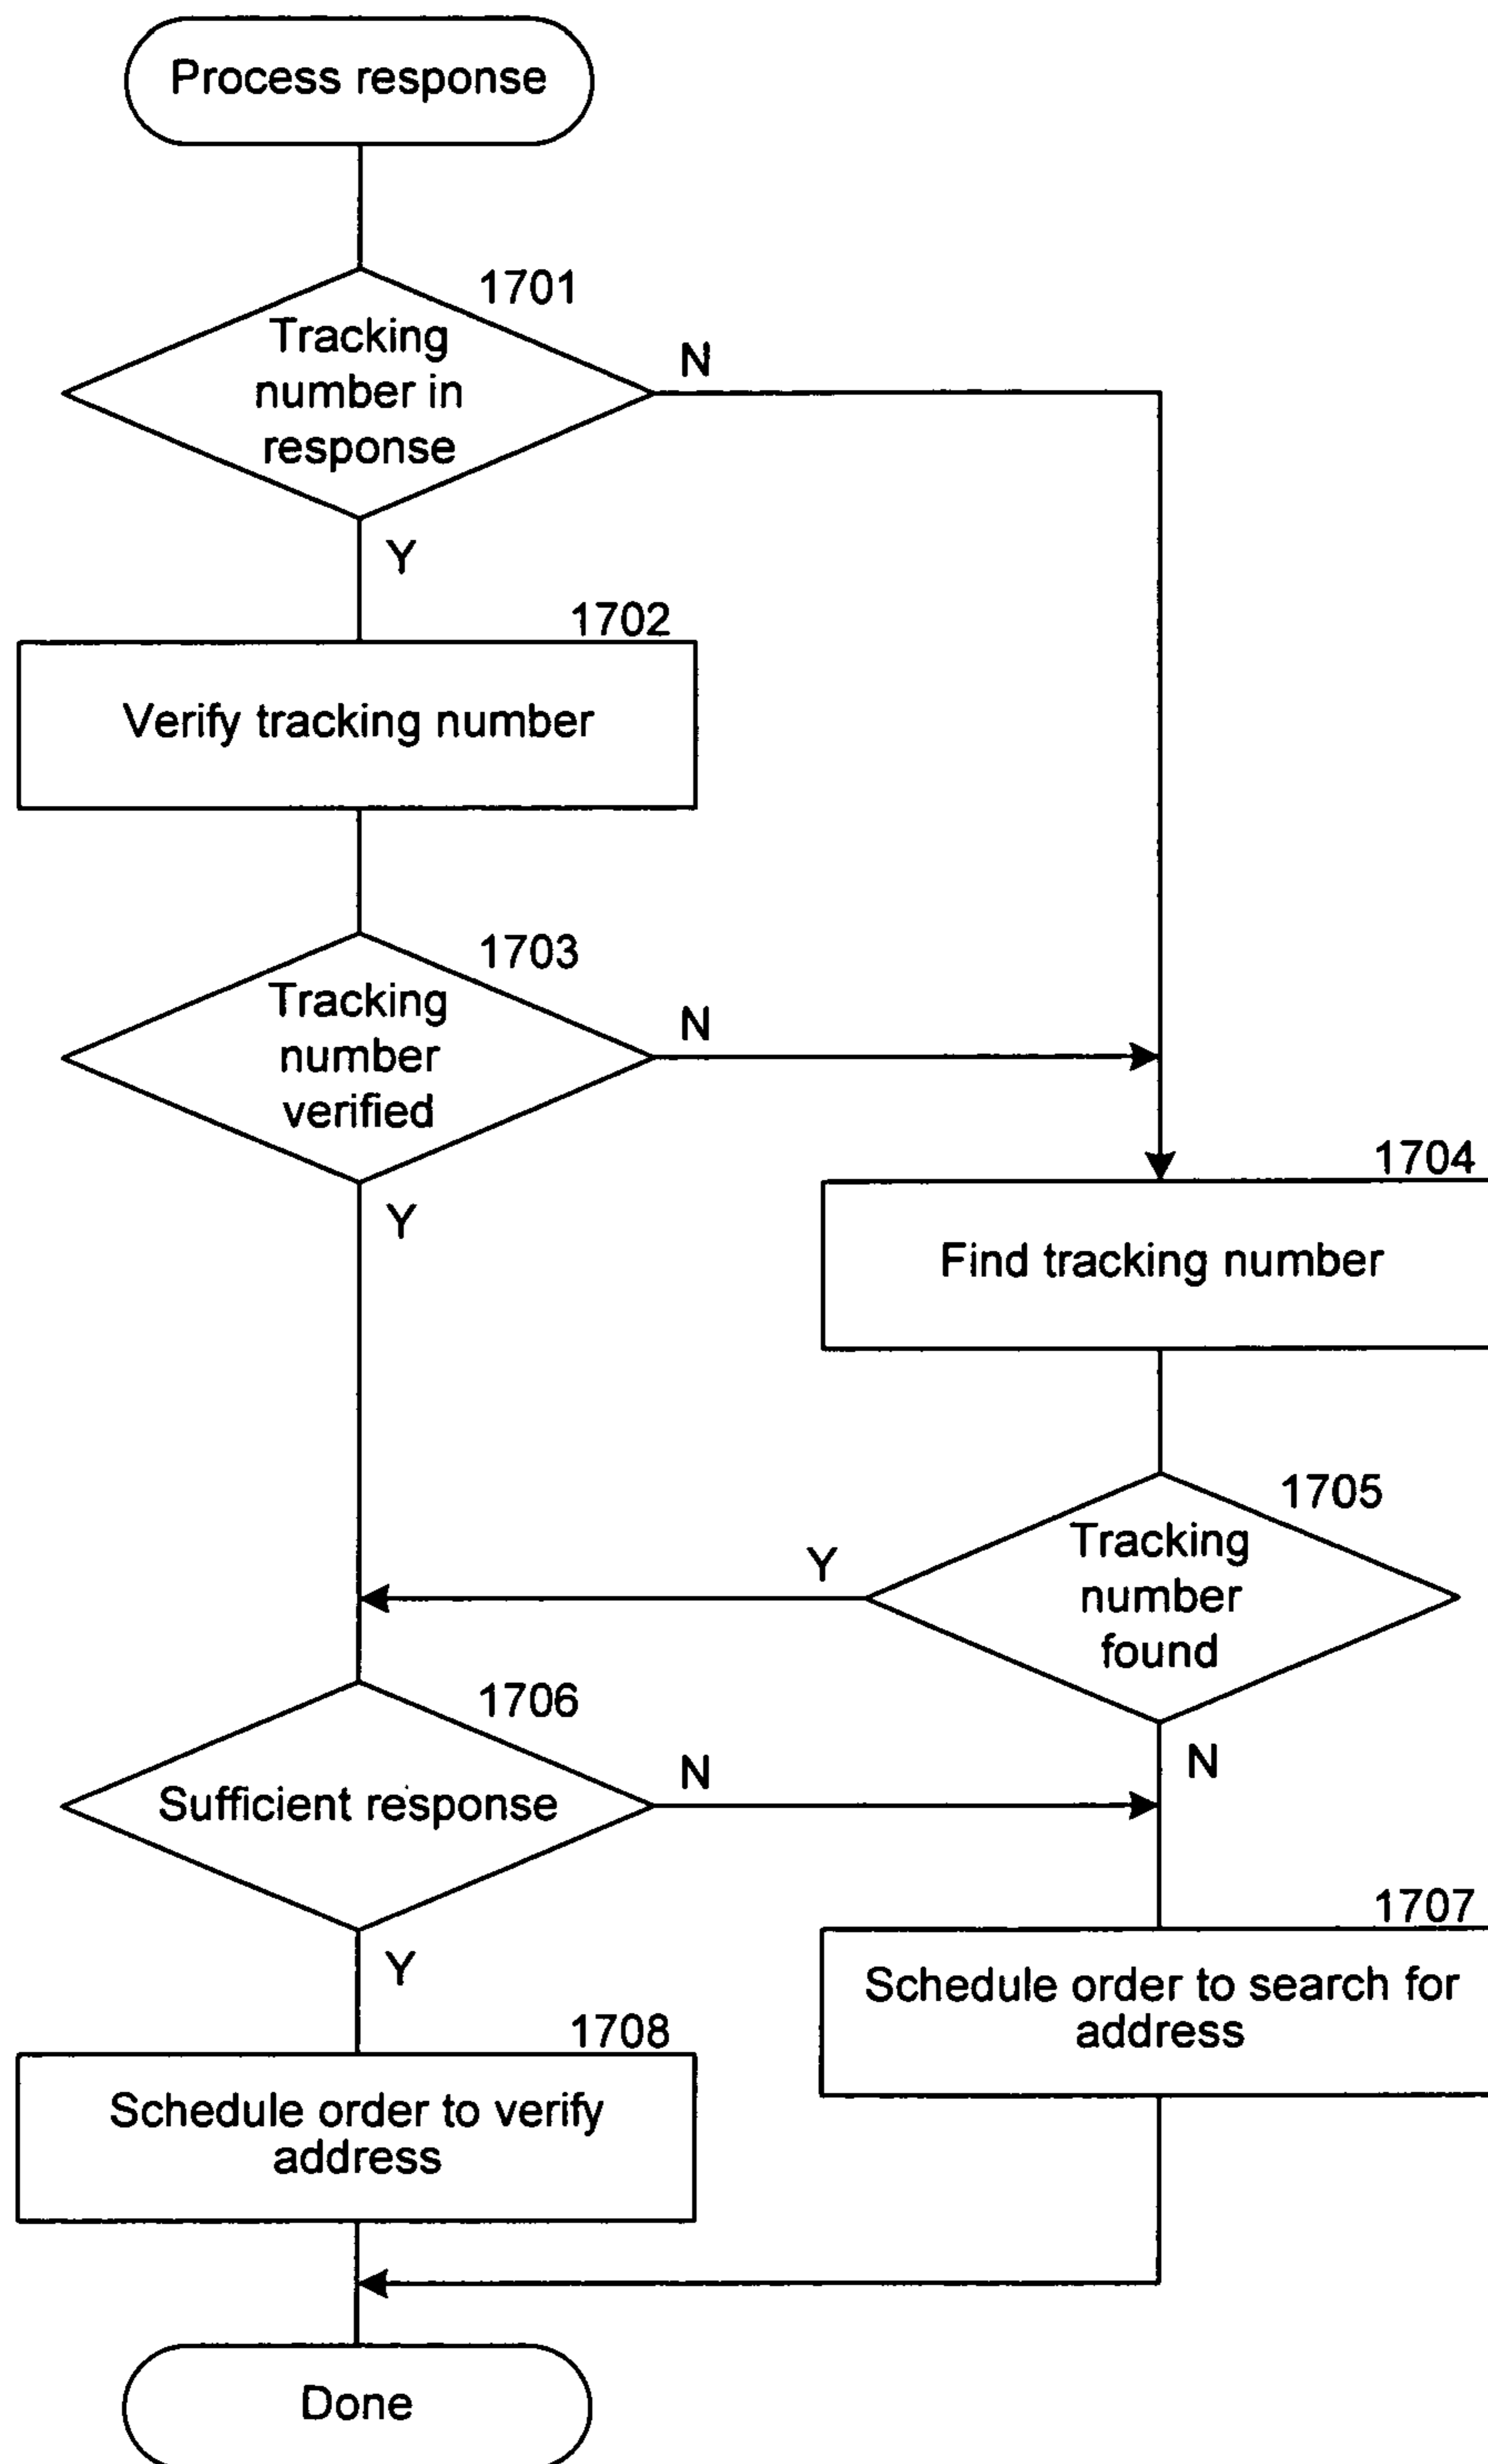 Process response
1701
Tracking
number in
response
N
Y
1702
Verify tracking number
1703
Tracking
number
verified
N
Y
1704
Find tracking number
1705
Tracking
number
found
Y
N
1706
Sufficient response
N
Y
1707
Schedule order to search for
address
1708
Schedule order to verify
address
Done